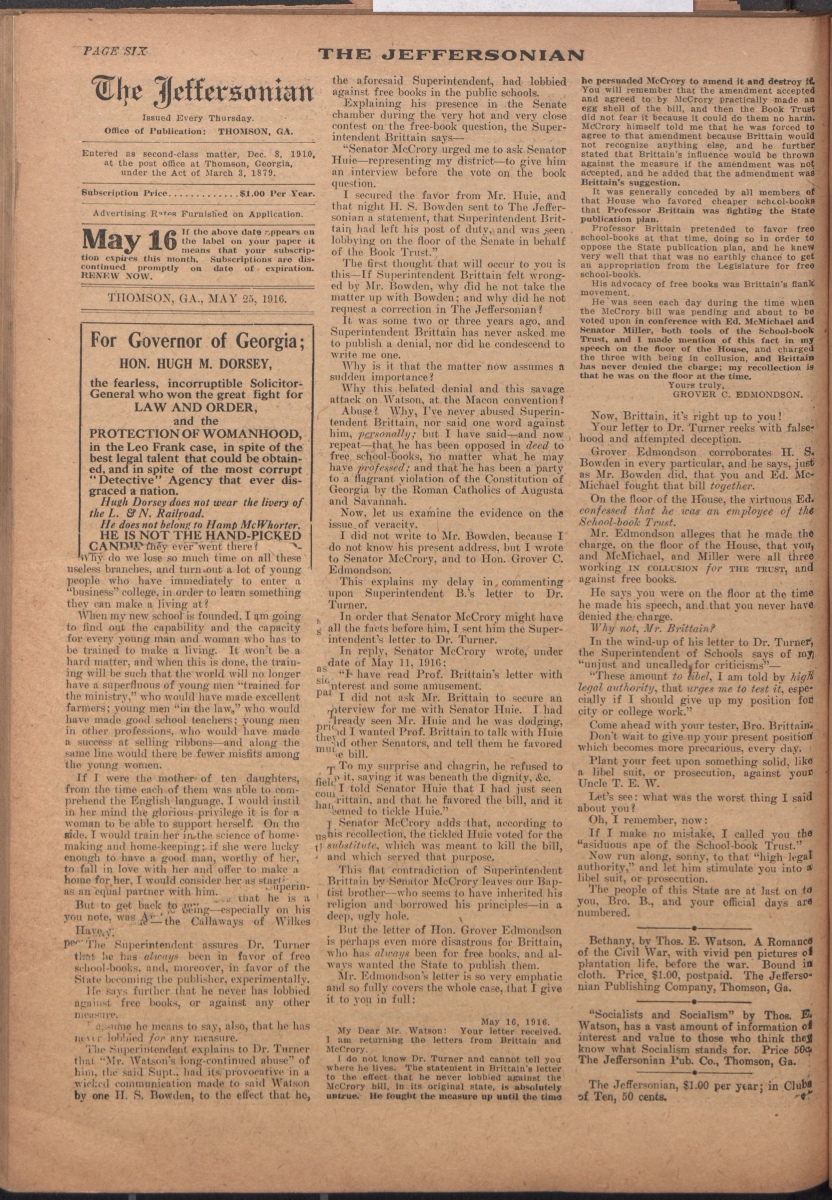 PAGE SIX
THE JEFFERSONIAN
The Jeffersonian
Issued Every Thursday.
Office of Publication: THOMSON, GA.
Entered as second-class matter, Dec. 8, 1910,
at the post office at Thomson, Georgia,
under the Act of March 3, 1879.
Subscription Price............$1.00 Per Year.
Advertising Rates Furnished on Application.
May 16 If the above date appears on
the label on your paper it
means that your subscrip-
tion expires this month. Subscriptions are dis-
continued promptly on date of expiration.
RENEW NOW.
THOMSON, GA., MAY 25, 1916.
For Governor of Georgia;
HON. HUGH M. DORSEY,
the fearless, incorruptible Solicitor-
General who won the great fight for
LAW AND ORDER,
and the
PROTECTION OF WOMANHOOD,
in the Leo Frank case, in spite of the
best legal talent that could be obtain-
ed, and in spite of the most corrupt
"Detective" Agency that ever dis-
graced a nation.
Hugh Dorsey does not wear the livery of
the L. & N. Railroad.
He does not belong to Hamp McWhorter.
HE IS NOT THE HAND-PICKED
they ever went there!
Why do we lose so much time on all these
useless branches, and turn out a lot of young
people who have immediately to enter a
"business" college, in order to learn something
they can make a living at?
When my new school is founded, I am going
to find out the capability and the capacity
for every young man and woman who has to
be trained to make a living. It won't be a
hard matter, and when this is done, the train-
ing will be such that the world will no longer
have a superfluous of young men "trained for
the ministry," who would have made excellent
farmers; young men "in the law," who would
have made good school teachers; young men
in other professions, who would have made
a success at selling ribbons—and along the
same line would there be fewer misfits among
the young women.
If I were the mother of ten daughters,
from the time each of them was able to com-
prehend the English language, I would instil
in her mind the glorious privilege it is for a
woman to be able to support herself. On the
side, I would train her in the science of home-
making and home-keeping; if she were lucky
enough to have a good man, worthy of her,
to fall in love with and offer to make a
home for her, I would consider her as
as an equal partner with him.
that he is a
But to get back to
being—especially on his
you note, was
—the Callaways of Wilkes
The Superintendent assures Dr. Turner
that he has always been in favor of free
school-books, and, moreover, in favor of the
State becoming the publisher, experimentally.
He says further that he never has lobbied
against free books, or against any other
measure.
assume he means to say, also, that he has
never lobbied for any measure.
The Superintendent explains to Dr. Turner
that "Mr. Watson's long-continued abuse" of
him, the said Supt., had its provocative in a
wicked communication made to said Watson
by one H. S. Bowden, to the effect that he,
the aforesaid Superintendent, had lobbied
against free books in the public schools.
Explaining his presence in the Senate
chamber during the very hot and very close
contest on the free-book question, the Super-
intendent Brittain says—
"Senator McCrory urged me to ask Senator
Huie—representing my district—to give him
an interview before the vote on the book
question.
I secured the favor from Mr. Huie, and
that night H. S. Bowden sent to The Jeffer-
sonian a statement, that Superintendent Brit-
tain had left his post of duty, and was seen
lobbying on the floor of the Senate in behalf
of the Book Trust."
The first thought that will occur to you is
this—If Superintendent Brittain felt wrong-
ed by Mr. Bowden, why did he not take the
matter up with Bowden; and why did he not
request a correction in The Jeffersonian?
It was some two or three years ago, and
Superintendent Brittain has never asked me
to publish a denial, nor did he condescend to
write me one.
Why is it that the matter now assumes a
sudden importance?
Why this belated denial and this savage
attack on Watson, at the Macon convention?
Abuse? Why, I've never abused Superin-
tendent Brittain, nor said one word against
him, personally; but I have said—and now
repeat—that he has been opposed in deed to
free school-books, no matter what he may
have professed; and that he has been a party
to a flagrant violation of the Constitution of
Georgia by the Roman Catholics of Augusta
and Savannah.
Now, let us examine the evidence on the
issue of veracity.
I did not write to Mr. Bowden, because I
do not know his present address, but I wrote
to Senator McCrory, and to Hon. Grover C.
Edmondson.
This explains my delay in commenting
upon Superintendent B.'s letter to Dr.
Turner.
In order that Senator McCrory might have
all the facts before him, I sent him the Super-
intendent's letter to Dr. Turner.
In reply, Senator McCrory wrote, under
date of May 11, 1916:
"I have read Prof. Brittain's letter with
interest and some amusement.
I did not ask Mr. Brittain to secure an
interview for me with Senator Huie. I had
already seen Mr. Huie and he was dodging,
and I wanted Prof. Brittain to talk with Huie
and other Senators, and tell them he favored
bill.
To my surprise and chagrin, he refused to
it, saying it was beneath the dignity, &c.
I told Senator Huie that I had just seen
Brittain, and that he favored the bill, and it
seemed to tickle Huie."
Senator McCrory adds that, according to
his recollection, the tickled Huie voted for the
substitute, which was meant to kill the bill,
and which served that purpose.
This flat contradiction of Superintendent
Brittain by Senator McCrory leaves our Bap-
tist brother—who seems to have inherited his
religion and borrowed his principles—in a
deep, ugly hole.
But the letter of Hon. Grover Edmondson
is perhaps even more disastrous for Brittain,
who has always been for free books, and al-
ways wanted the State to publish them.
Mr. Edmondson's letter is so very emphatic
and so fully covers the whole case, that I give
it to you in full:
May 16, 1916.
My Dear Mr. Watson: Your letter received.
I am returning the letters from Brittain and
McCrory.
I do not know Dr. Turner and cannot tell you
where he lives. The statement in Brittain's letter
to the effect that he never lobbied against the
McCrory bill, in its original state, is absolutely
untrue. He fought the measure up until the time
he persuaded McCrory to amend it and destroy it.
You will remember that the amendment accepted
and agreed to by McCrory practically made an
egg shell of the bill, and then the Book Trust
did not fear it because it could do them no harm.
McCrory himself told me that he was forced to
agree to that amendment because Brittain would
not recognize anything else, and he further
stated that Brittain's influence would be thrown
against the measure if the amendment was not
accepted, and he added the admendment was
Brittain's suggestion.
It was generally conceded by all members of
that House who favored cheaper school-books
that Professor Brittain was fighting the State
publication plan.
Professor Brittain pretended to favor free
school-books at that time, doing so in order to
oppose the State publication plan, and he knew
very well that that was no earthly chance to get
an appropriation from the Legislature for free
school-books.
His advocacy of free books was Brittain's flank
movement.
He was seen each day during the time when
the McCrory bill was pending and about to be
voted upon in conference with Ed. McMichael and
Senator Miller, both tools of the School-book
Trust, and I made mention of this fact in my
speech on the floor of the House, and charged
the three with being in collusion, and Brittain
has never denied the charge; my recollection is
that he was on the floor at the time.
Yours truly,
GROVER C. EDMONDSON.
Now, Brittain, it's right up to you!
Your letter to Dr. Turner reeks with false-
hood and attempted deception.
Grover Edmondson corroborates H. S.
Bowden in every particular, and he says, just
as Mr. Bowden did, that you and Ed. Mc-
Michael fought that bill together.
On the floor of the House, the virtuous Ed.
confessed that he was an employee of the
School-book Trust.
Mr. Edmondson alleges that he made the
charge, on the floor of the House, that you,
and McMichael, and Miller were all three
working IN COLLUSION for THE TRUST, and
against free books.
He says you were on the floor at the time
he made his speech, and that you never have
denied the charge.
Why not, Mr. Brittain?
In the wind-up of his letter to Dr. Turner,
the Superintendent of Schools says of my
"unjust and uncalled for criticisms"—
"These amount to libel, I am told by high
legal authority, that urges me to test it, espe-
cially if I should give up my position for
city or college work."
Come ahead with your tester, Bro. Brittain.
Don't wait to give up your present position
which becomes more precarious, every day.
Plant your feet upon something solid, like
a libel suit, or prosecution, against your
Uncle T. E. W.
Let's see: what was the worst thing I said
about you?
Oh, I remember, now:
If I make no mistake, I called you the
"asiduous ape of the School-book Trust."
Now run along, sonny, to that "high legal
authority," and let him stimulate you into a
libel suit, or prosecution.
The people of this State are at last on to
you, Bro. B., and your official days are
numbered.
Bethany, by Thos. E. Watson. A Romance
of the Civil War, with vivid pen pictures of
plantation life, before the war. Bound in
cloth. Price, $1.00, postpaid. The Jefferso-
nian Publishing Company, Thomson, Ga.
"Socialists and Socialism" by Thos. E.
Watson, has a vast amount of information of
interest and value to those who think they
know what Socialism stands for. Price 50c.
The Jeffersonian Pub. Co., Thomson, Ga.
The Jeffersonian, $1.00 per year; in Clubs
of Ten, 50 cents.